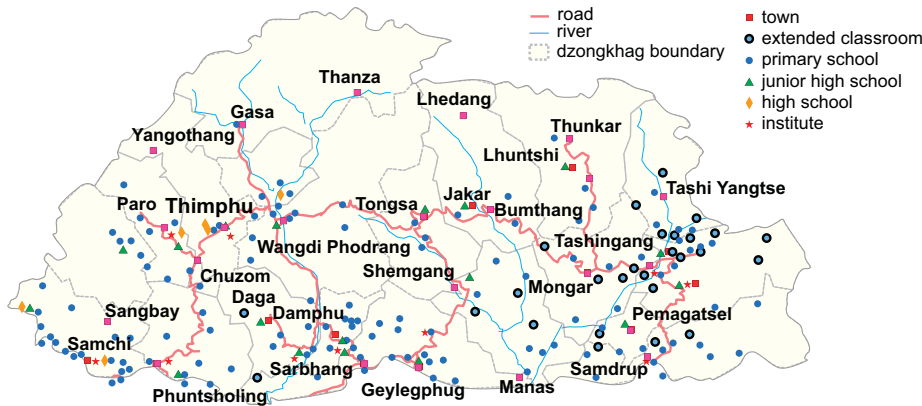 road
river
dzongkhag boundary
town
extended classroom
primary school
junior high school
high school
institute
Thanza
Lhedang
Gasa
Yangothang
Thunkar
Lhuntshi
Tashi Yangtse
Paro
Thimphu
Tongsa
Jakar
Bumthang
Wangdi Phodrang
Tashingang
Shemgang
Chuzom
Mongar
Daga
Damphu
Sangbay
Pemagatsel
Samchi
Sarbhang
Samdrup
Phuntsholing
Geylegphug
Manas